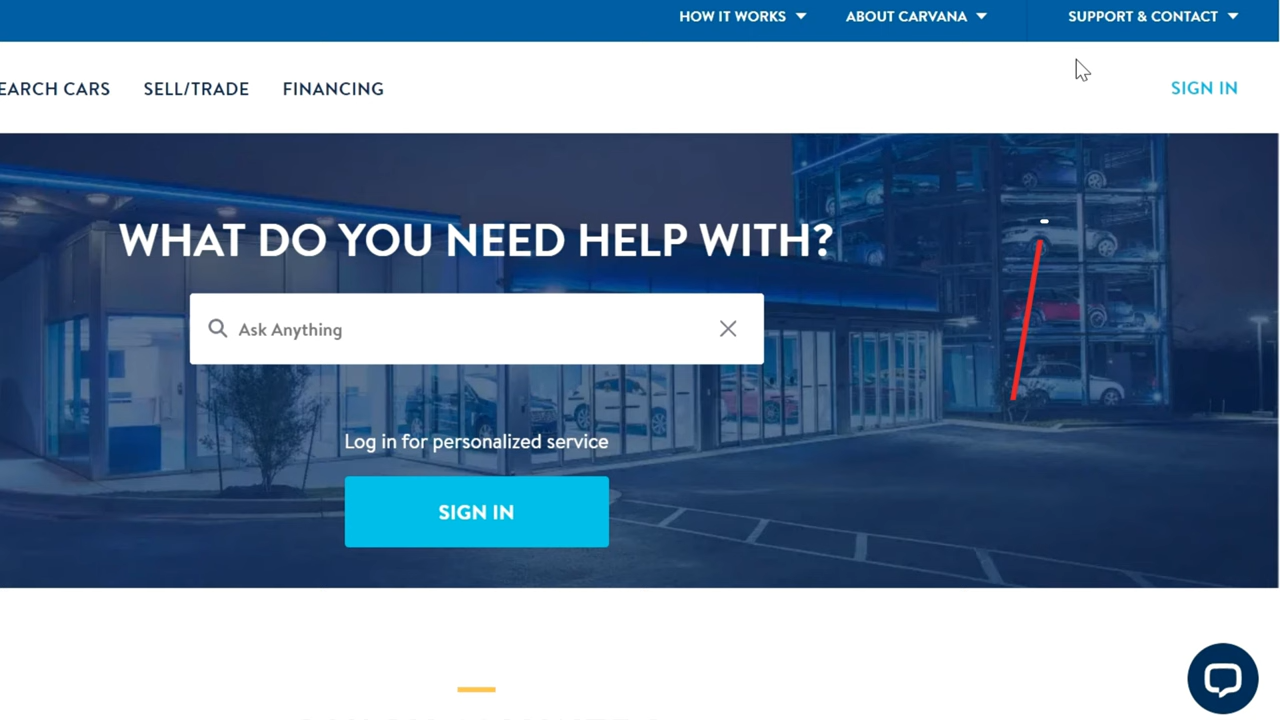 HOW IT WORKS
ABOUT CARVANA
SUPPORT & CONTACT
EARCH CARS
SELL/TRADE
FINANCING
SIGN IN
WHAT DO YOU NEED HELP WITH?
Ask Anything
Log in for personalized service
SIGN IN